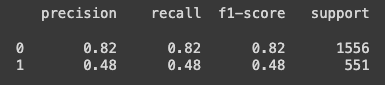 precision recall f1-score support
0 0.82 0.82 0.82 1556
1 0.48 0.48 0.48 551